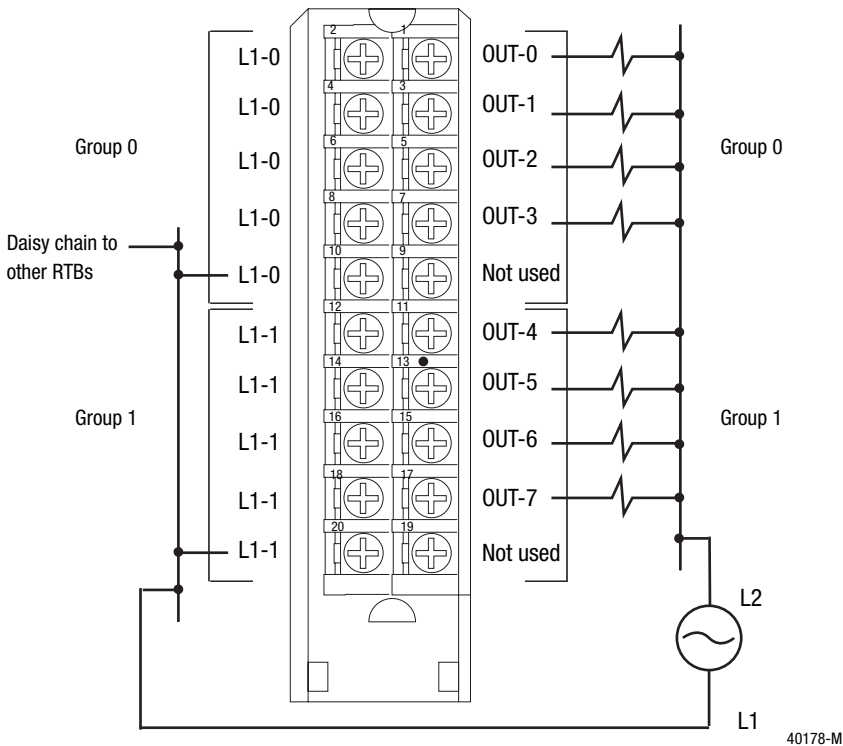 2 1
L1-0 OUT-0
4 3
L1-0 OUT-1
6 5
Group 0 L1-0 OUT-2 Group 0
8 7
L1-0 OUT-3
Daisy chain to
other RTBs
10 9
L1-0 Not used
12 11
L1-1 OUT-4
14 13
L1-1 OUT-5
Group 1 Group 1
16 15
L1-1 OUT-6
18 17
L1-1 OUT-7
20 19
L1-1 Not used
L2
L1
40178-M